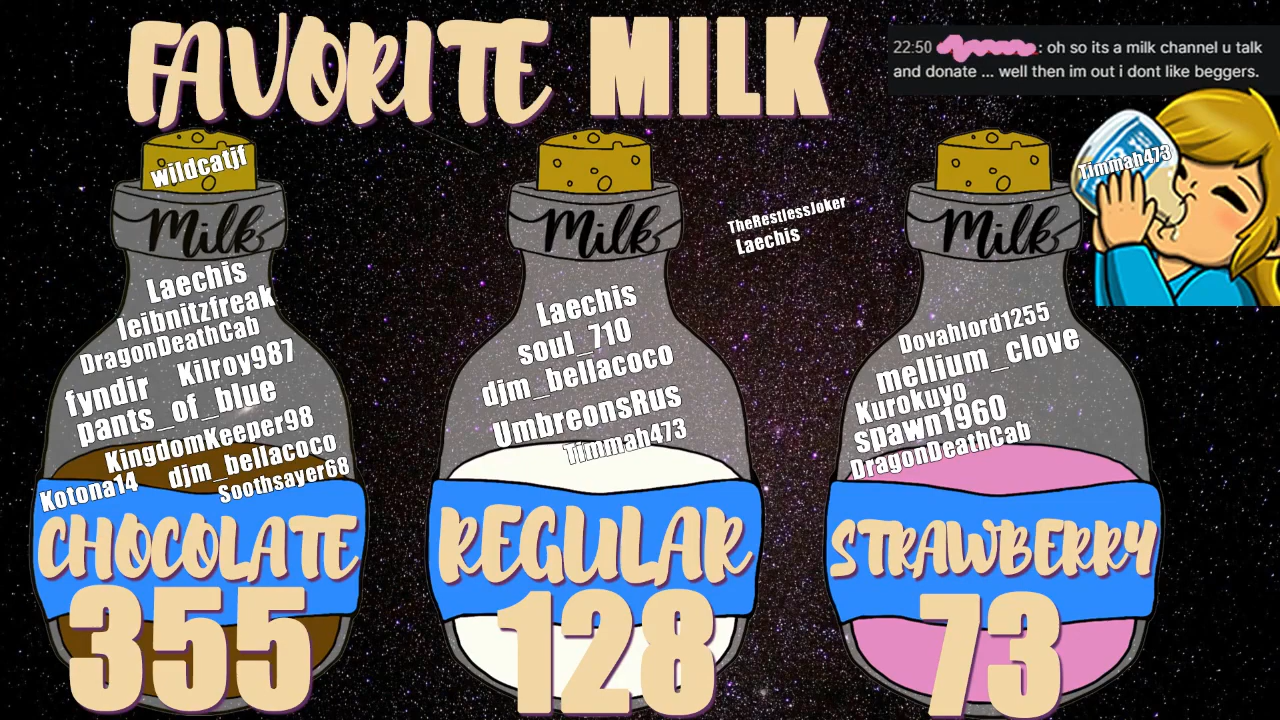 FAVORITE MILK
22:50 : oh so its a milk channel u talk
and donate ... well then im out i dont like beggers.
wildcatjf
Milk
Laechis
leibnitzfreak
DragonDeathCab
Kilroy987
fyndir
pants_of_blue
KingdomKeeper98
djm_bellacoco
Kotona14
Soothsayer68
CHOCOLATE
355
Milk
TheRestlessJoker
Laechis
Laechis
soul_710
djm_bellacoco
UmbreonsRus
Timmah473
REGULAR
128
Timmah473
Milk
Dovahlord1255
mellium_clove
Kurokuyo
spawn1960
DragonDeathCab
STRAWBERRY
73